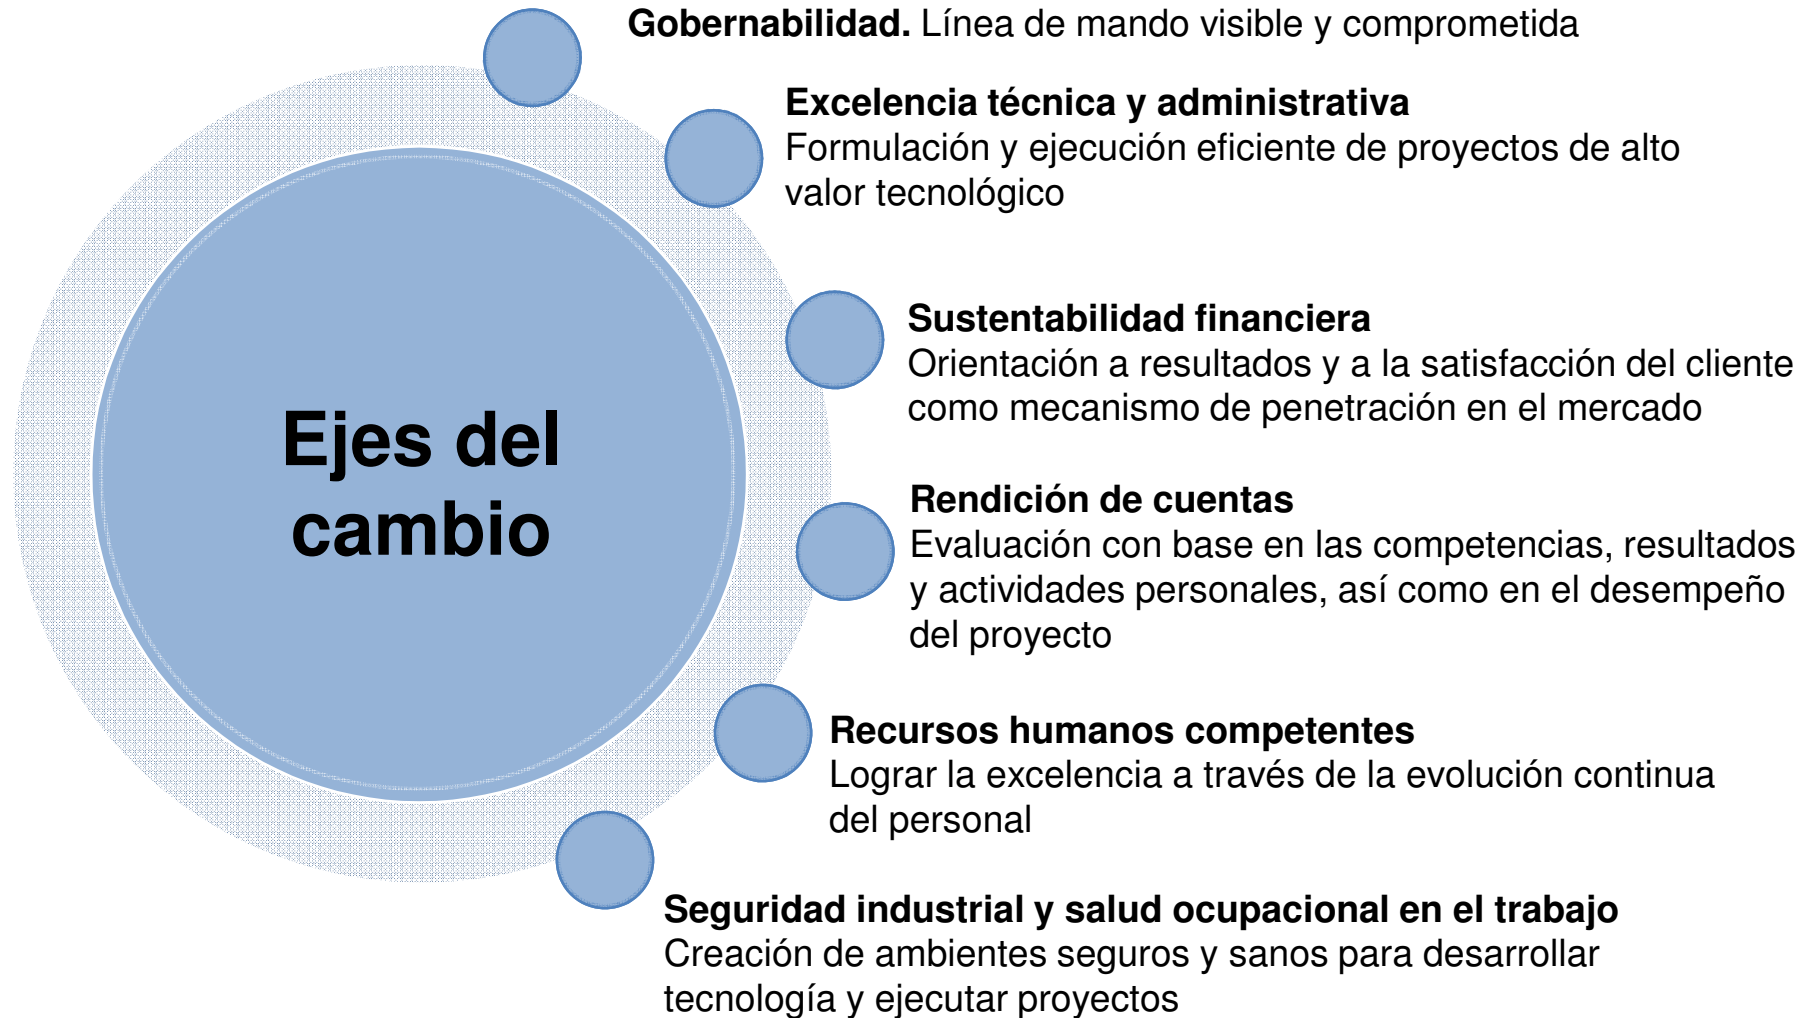 Gobernabilidad. Línea de mando visible y comprometida
Excelencia técnica y administrativa
Formulación y ejecución eficiente de proyectos de alto
valor tecnológico
Sustentabilidad financiera
Orientación a resultados y a la satisfacción del cliente
como mecanismo de penetración en el mercado
Ejes del
cambio
Rendición de cuentas
Evaluación con base en las competencias, resultados
y actividades personales, así como en el desempeño
del proyecto
Recursos humanos competentes
Lograr la excelencia a través de la evolución continua
del personal
Seguridad industrial y salud ocupacional en el trabajo
Creación de ambientes seguros y sanos para desarrollar
tecnología y ejecutar proyectos